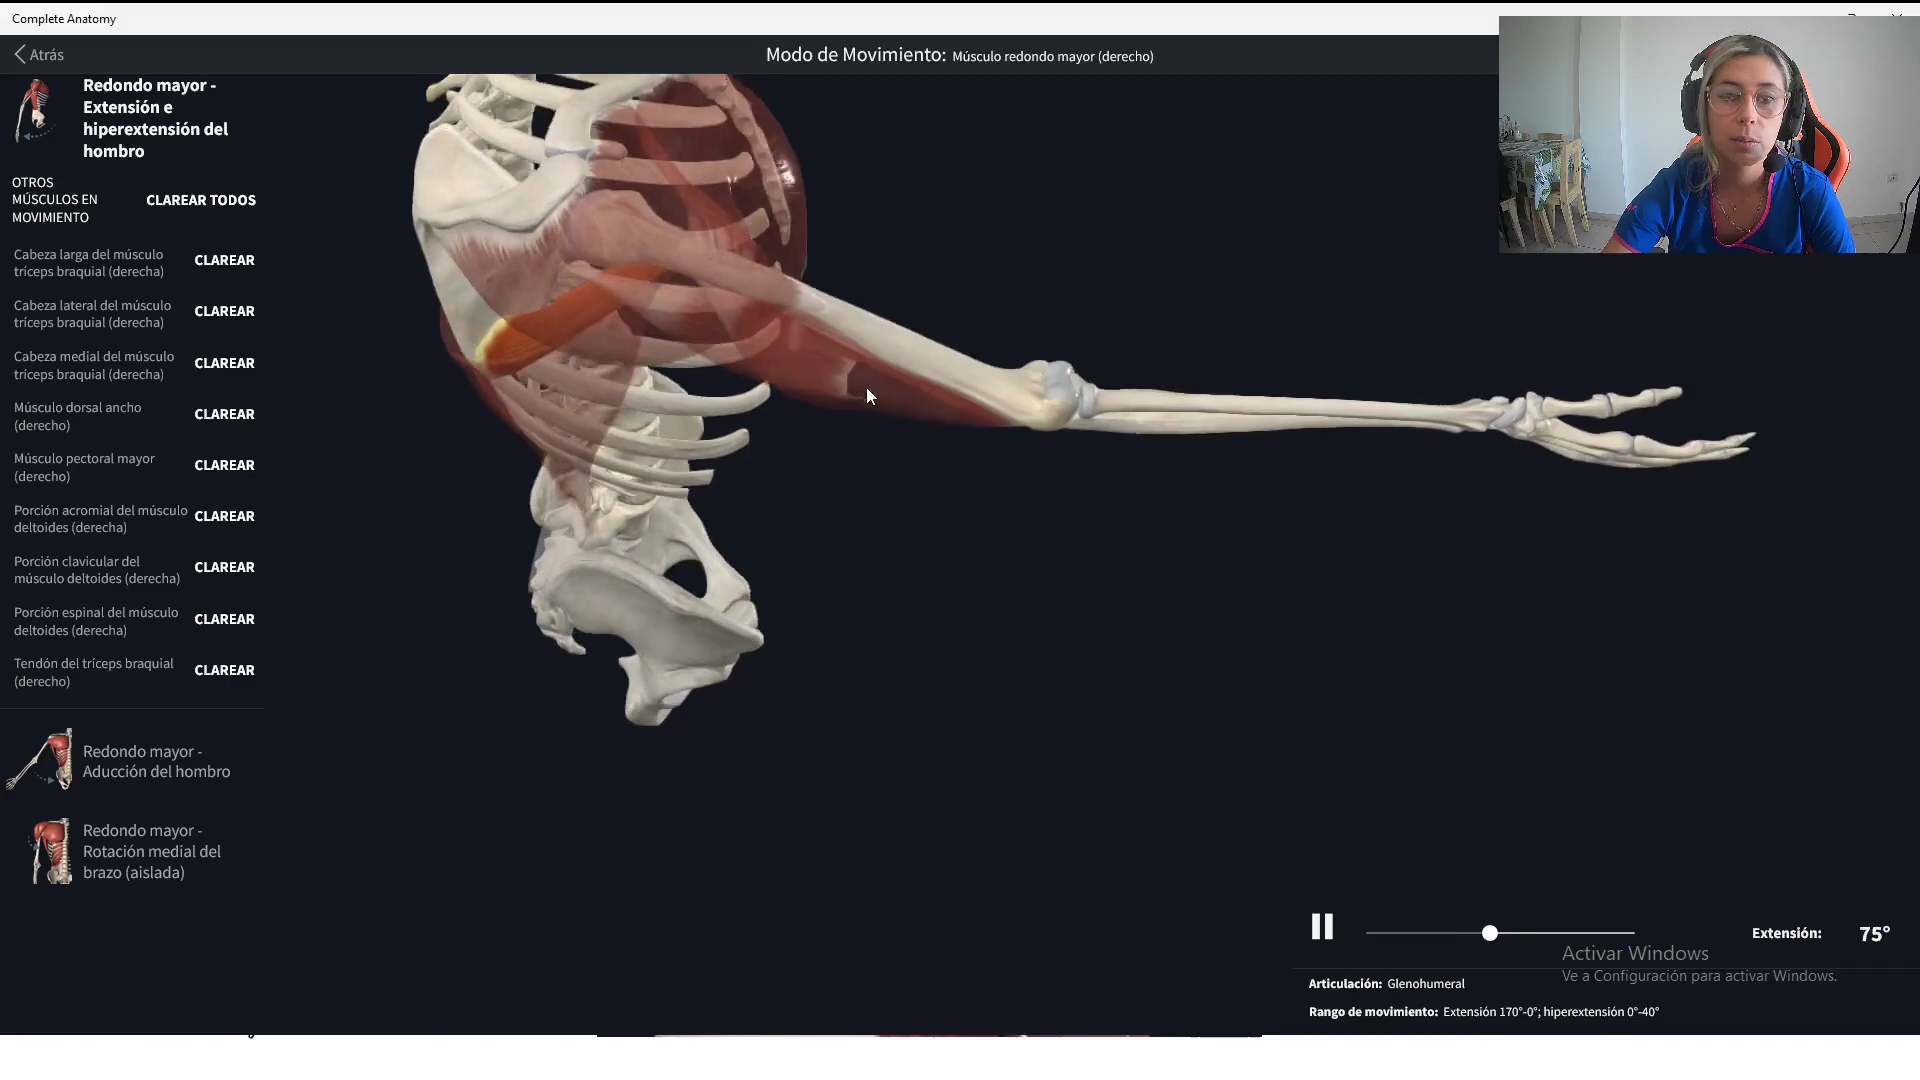 Complete Anatomy
Atrás
Modo de Movimiento: Músculo redondo mayor (derecho)
Redondo mayor -
Extensión e
hiperextensión del
hombro
OTROS
MÚSCULOS EN
MOVIMIENTO
CLAREAR TODOS
Cabeza larga del músculo
tríceps braquial (derecha)
CLAREAR
Cabeza lateral del músculo
tríceps braquial (derecha)
CLAREAR
Cabeza medial del músculo
tríceps braquial (derecha)
CLAREAR
Músculo dorsal ancho
(derecho)
CLAREAR
Músculo pectoral mayor
(derecho)
CLAREAR
Porción acromial del músculo
deltoides (derecha)
CLAREAR
Porción clavicular del
músculo deltoides (derecha)
CLAREAR
Porción espinal del músculo
deltoides (derecha)
CLAREAR
Tendón del tríceps braquial
(derecho)
CLAREAR
Redondo mayor -
Aducción del hombro
Redondo mayor -
Rotación medial del
brazo (aislada)
Extensión: 75°
Activar Windows
Ve a Configuración para activar Windows.
Articulación: Glenohumeral
Rango de movimiento: Extensión 170°-0°; hiperextensión 0°-40°